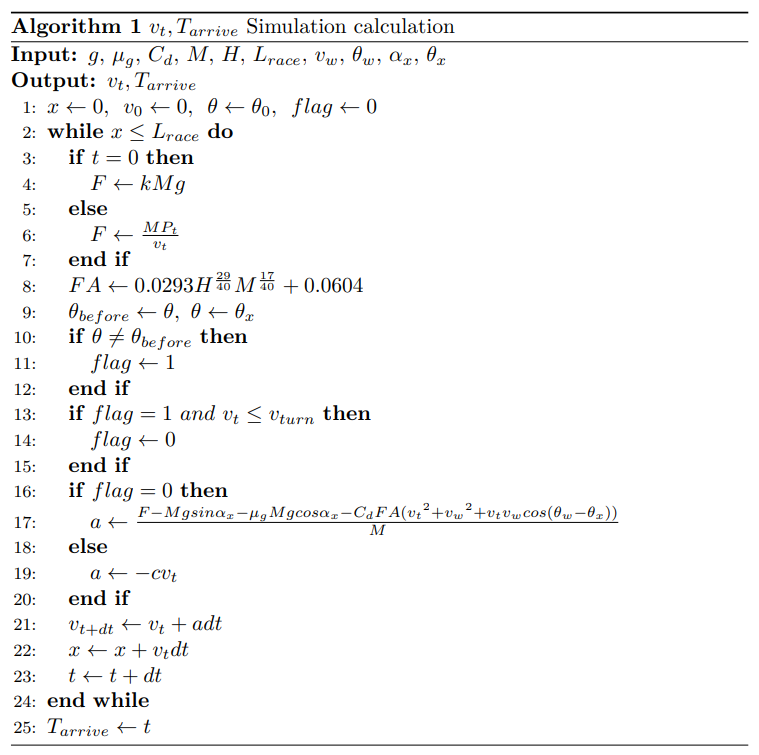 Algorithm 1 $v_t, T_{arrive}$ Simulation calculation
Input: $g, \mu_g, C_d, M, H, L_{race}, v_w, \theta_w, \alpha_x, \theta_x$
Output: $v_t, T_{arrive}$
1: $x \leftarrow 0, \ v_0 \leftarrow 0, \ \theta \leftarrow \theta_0, \ flag \leftarrow 0$
2: while $x \leq L_{race}$ do
3: if $t = 0$ then
4: $F \leftarrow kMg$
5: else
6: $F \leftarrow \frac{MP_t}{v_t}$
7: end if
8: $FA \leftarrow 0.0293H^{\frac{29}{40}}M^{\frac{17}{40}} + 0.0604$
9: $\theta_{before} \leftarrow \theta, \ \theta \leftarrow \theta_x$
10: if $\theta \neq \theta_{before}$ then
11: $flag \leftarrow 1$
12: end if
13: if $flag = 1 \ and \ v_t \leq v_{turn}$ then
14: $flag \leftarrow 0$
15: end if
16: if $flag = 0$ then
17: $a \leftarrow \frac{F - Mgsin\alpha_x - \mu_g Mgcos\alpha_x - C_d FA({v_t}^2 + {v_w}^2 + v_t v_w cos(\theta_w - \theta_x))}{M}$
18: else
19: $a \leftarrow -cv_t$
20: end if
21: $v_{t+dt} \leftarrow v_t + adt$
22: $x \leftarrow x + v_t dt$
23: $t \leftarrow t + dt$
24: end while
25: $T_{arrive} \leftarrow t$